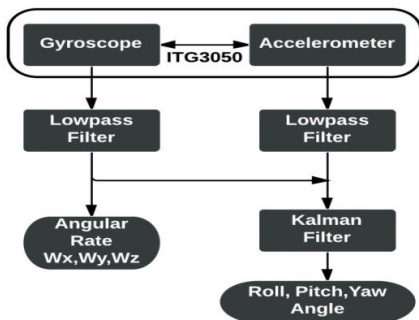 Gyroscope
Accelerometer
ITG3050
Lowpass
Filter
Lowpass
Filter
Angular
Rate
Wx,Wy,Wz
Kalman
Filter
Roll, Pitch,Yaw
Angle